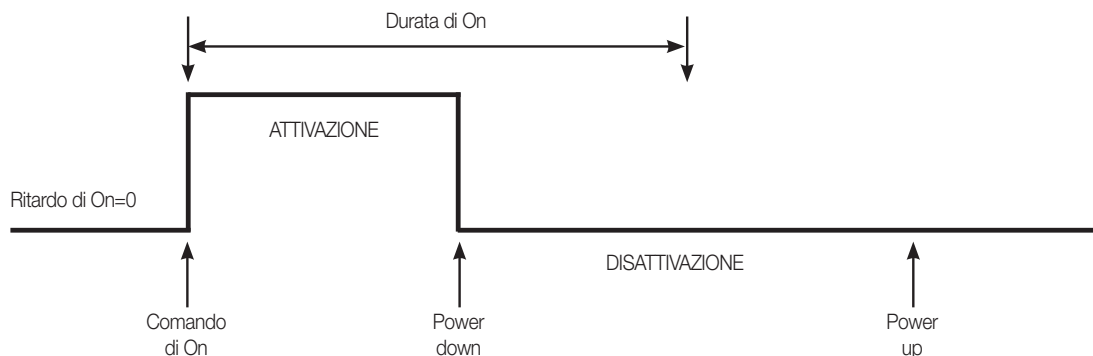 Durata di On
ATTIVAZIONE
Ritardo di On=0
DISATTIVAZIONE
Comando
di On
Power
down
Power
up